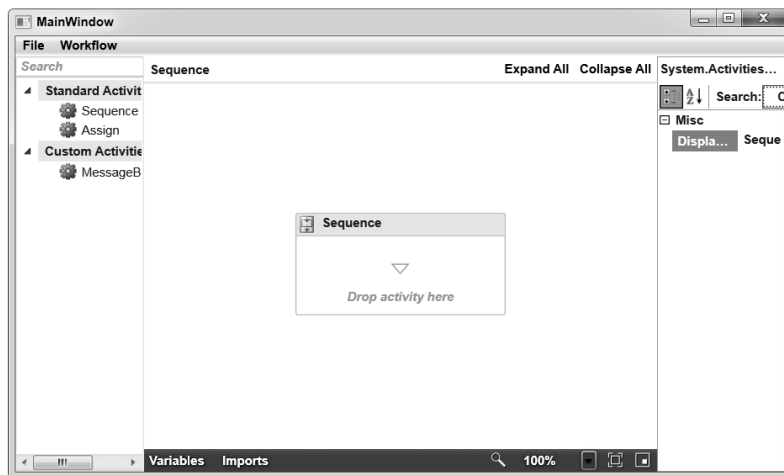 MainWindow
File Workflow
Search
Sequence
Expand All Collapse All
System.Activities...
Standard Activit
Sequence
Assign
Custom Activitie
MessageB
Search:
Misc
Displa... Seque
Sequence
Drop activity here
Variables Imports
100%